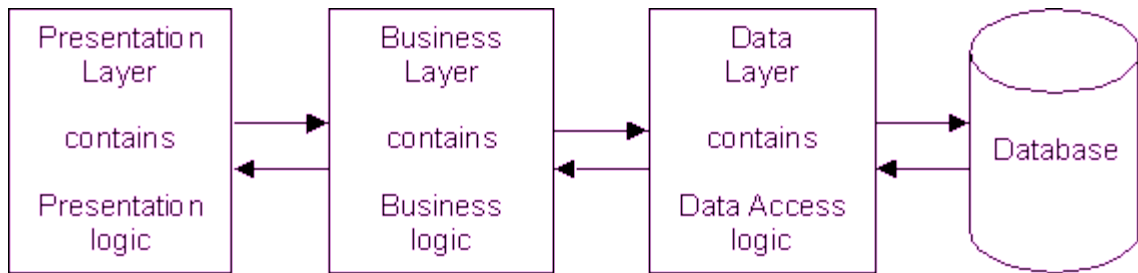 Presentation
Layer
contains
Presentation
logic
Business
Layer
contains
Business
logic
Data
Layer
contains
Data Access
logic
Database